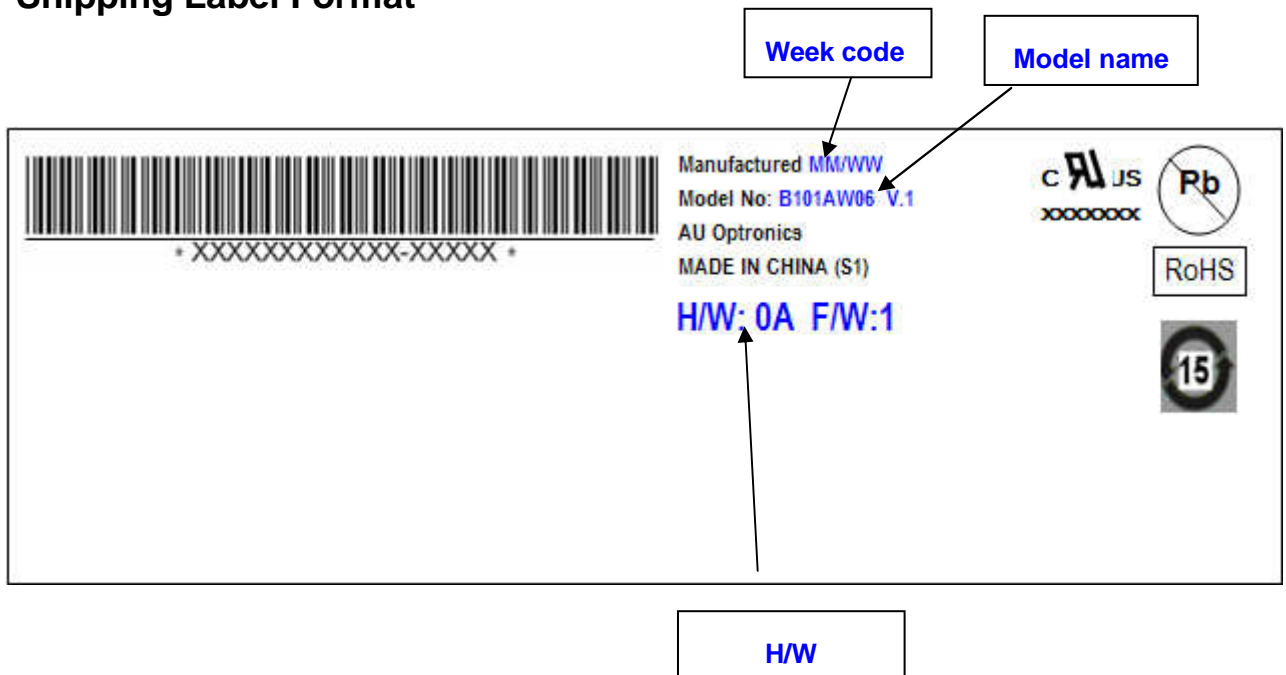 Shipping Label Format
Week code
Model name
Manufactured MM/WW
Model No: B101AW06 V.1
AU Optronics
MADE IN CHINA (S1)
H/W: 0A F/W:1
* XXXXXXXXXXXX-XXXXX *
C RU US
XXXXXXX
Pb
RoHS
15
H/W